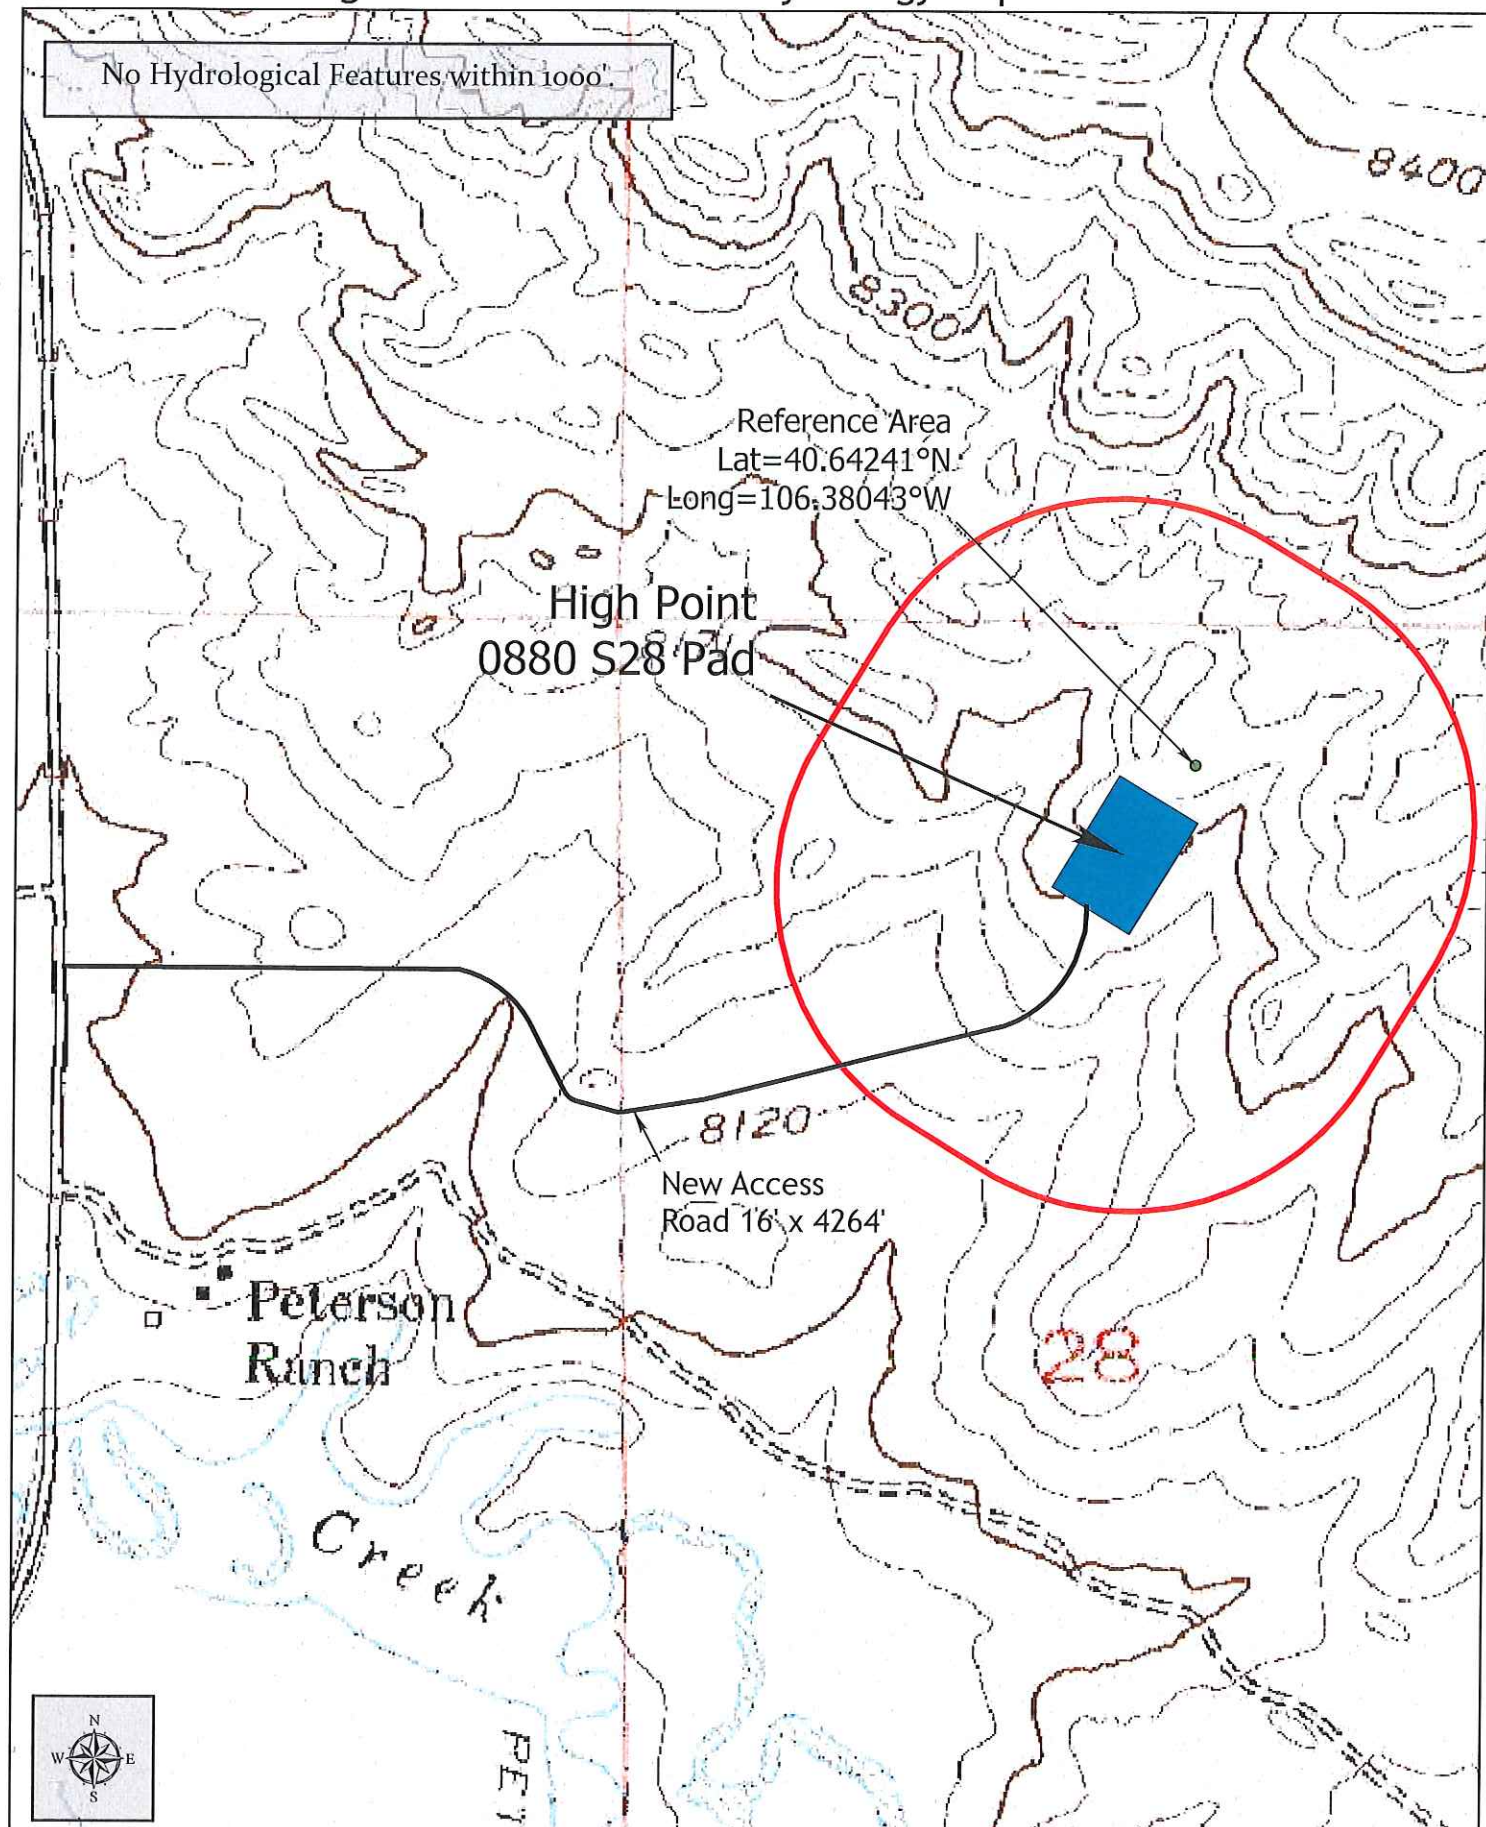 No Hydrological Features within 1000'.
8400
8300
Reference Area
Lat=40.64241°N
Long=106.38043°W
High Point
0880 S28 Pad
8120
New Access
Road 16' x 4264'
Peterson
Ranch
28
Creek
N
W E
S
PET